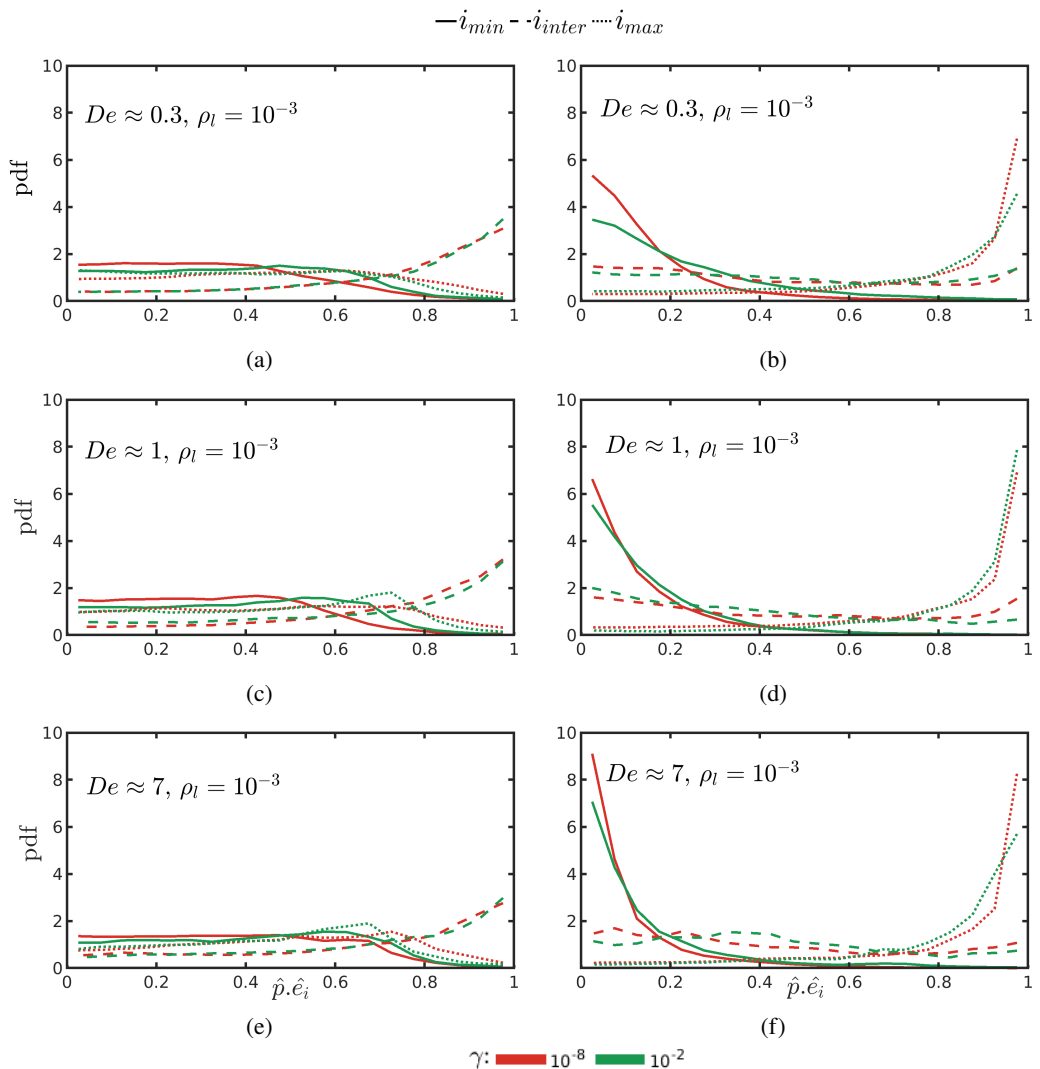 — i_min - - i_inter ····· i_max
De ≈ 0.3, ρ_l = 10^-3
De ≈ 0.3, ρ_l = 10^-3
pdf
10
8
6
4
2
0
0 0.2 0.4 0.6 0.8 1
10
8
6
4
2
0
0 0.2 0.4 0.6 0.8 1
(a)
(b)
De ≈ 1, ρ_l = 10^-3
De ≈ 1, ρ_l = 10^-3
pdf
10
8
6
4
2
0
0 0.2 0.4 0.6 0.8 1
10
8
6
4
2
0
0 0.2 0.4 0.6 0.8 1
(c)
(d)
De ≈ 7, ρ_l = 10^-3
De ≈ 7, ρ_l = 10^-3
pdf
10
8
6
4
2
0
0 0.2 0.4 0.6 0.8 1
p̂.ê_i
10
8
6
4
2
0
0 0.2 0.4 0.6 0.8 1
p̂.ê_i
(e)
(f)
γ: 10^-8 10^-2